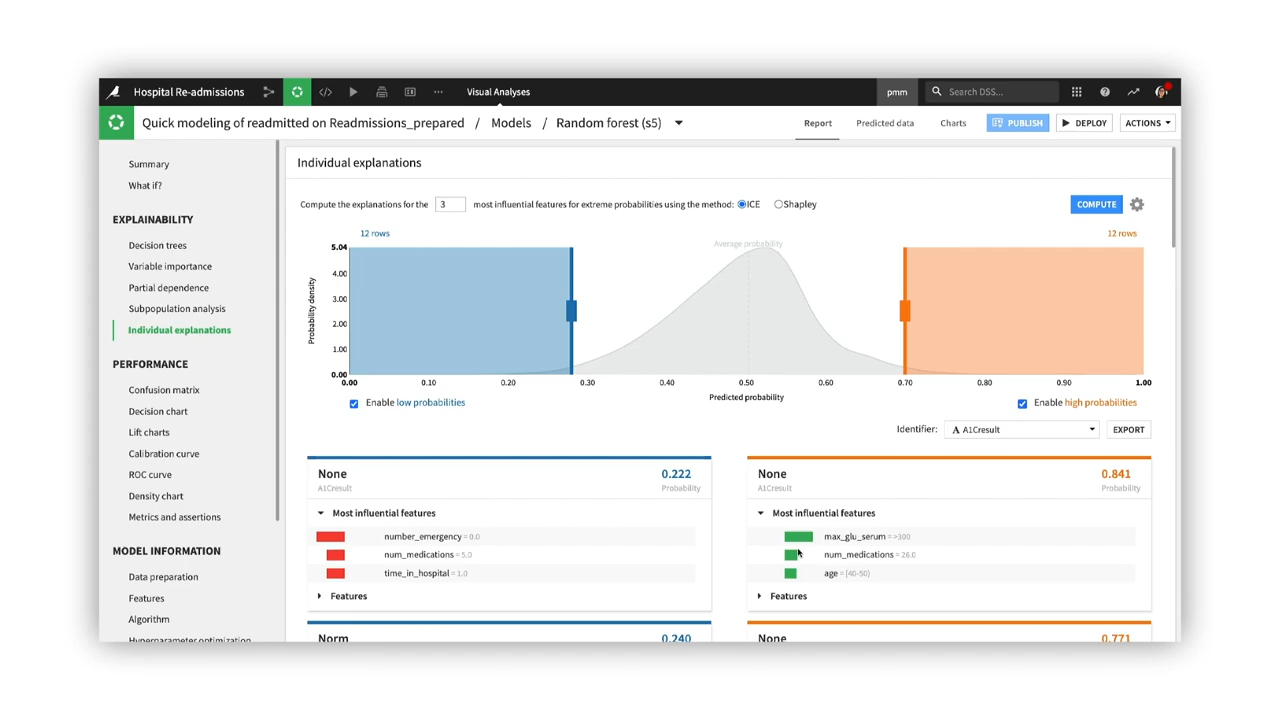 Hospital Re-admissions
Visual Analyses
pmm
Search DSS...
Quick modeling of readmitted on Readmissions_prepared / Models / Random forest (s5)
Report
Predicted data
Charts
PUBLISH
DEPLOY
ACTIONS
Summary
What if?
EXPLAINABILITY
Decision trees
Variable importance
Partial dependence
Subpopulation analysis
Individual explanations
PERFORMANCE
Confusion matrix
Decision chart
Lift charts
Calibration curve
ROC curve
Density chart
Metrics and assertions
MODEL INFORMATION
Data preparation
Features
Algorithm
Hyperparameter optimization
Individual explanations
Compute the explanations for the 3 most influential features for extreme probabilities using the method: ICE Shapley
COMPUTE
12 rows
12 rows
Average probability
Probability density
5.04
4.00
3.00
2.00
1.00
0.00
0.00 0.10 0.20 0.30 0.40 0.50 0.60 0.70 0.80 0.90 1.00
Predicted probability
Enable low probabilities
Enable high probabilities
Identifier: A A1Cresult
EXPORT
None 0.222
A1Cresult Probability
Most influential features
number_emergency = 0.0
num_medications = 5.0
time_in_hospital = 1.0
Features
Norm 0.240
None 0.841
A1Cresult Probability
Most influential features
max_glu_serum = >300
num_medications = 26.0
age = [40-50)
Features
None 0.771